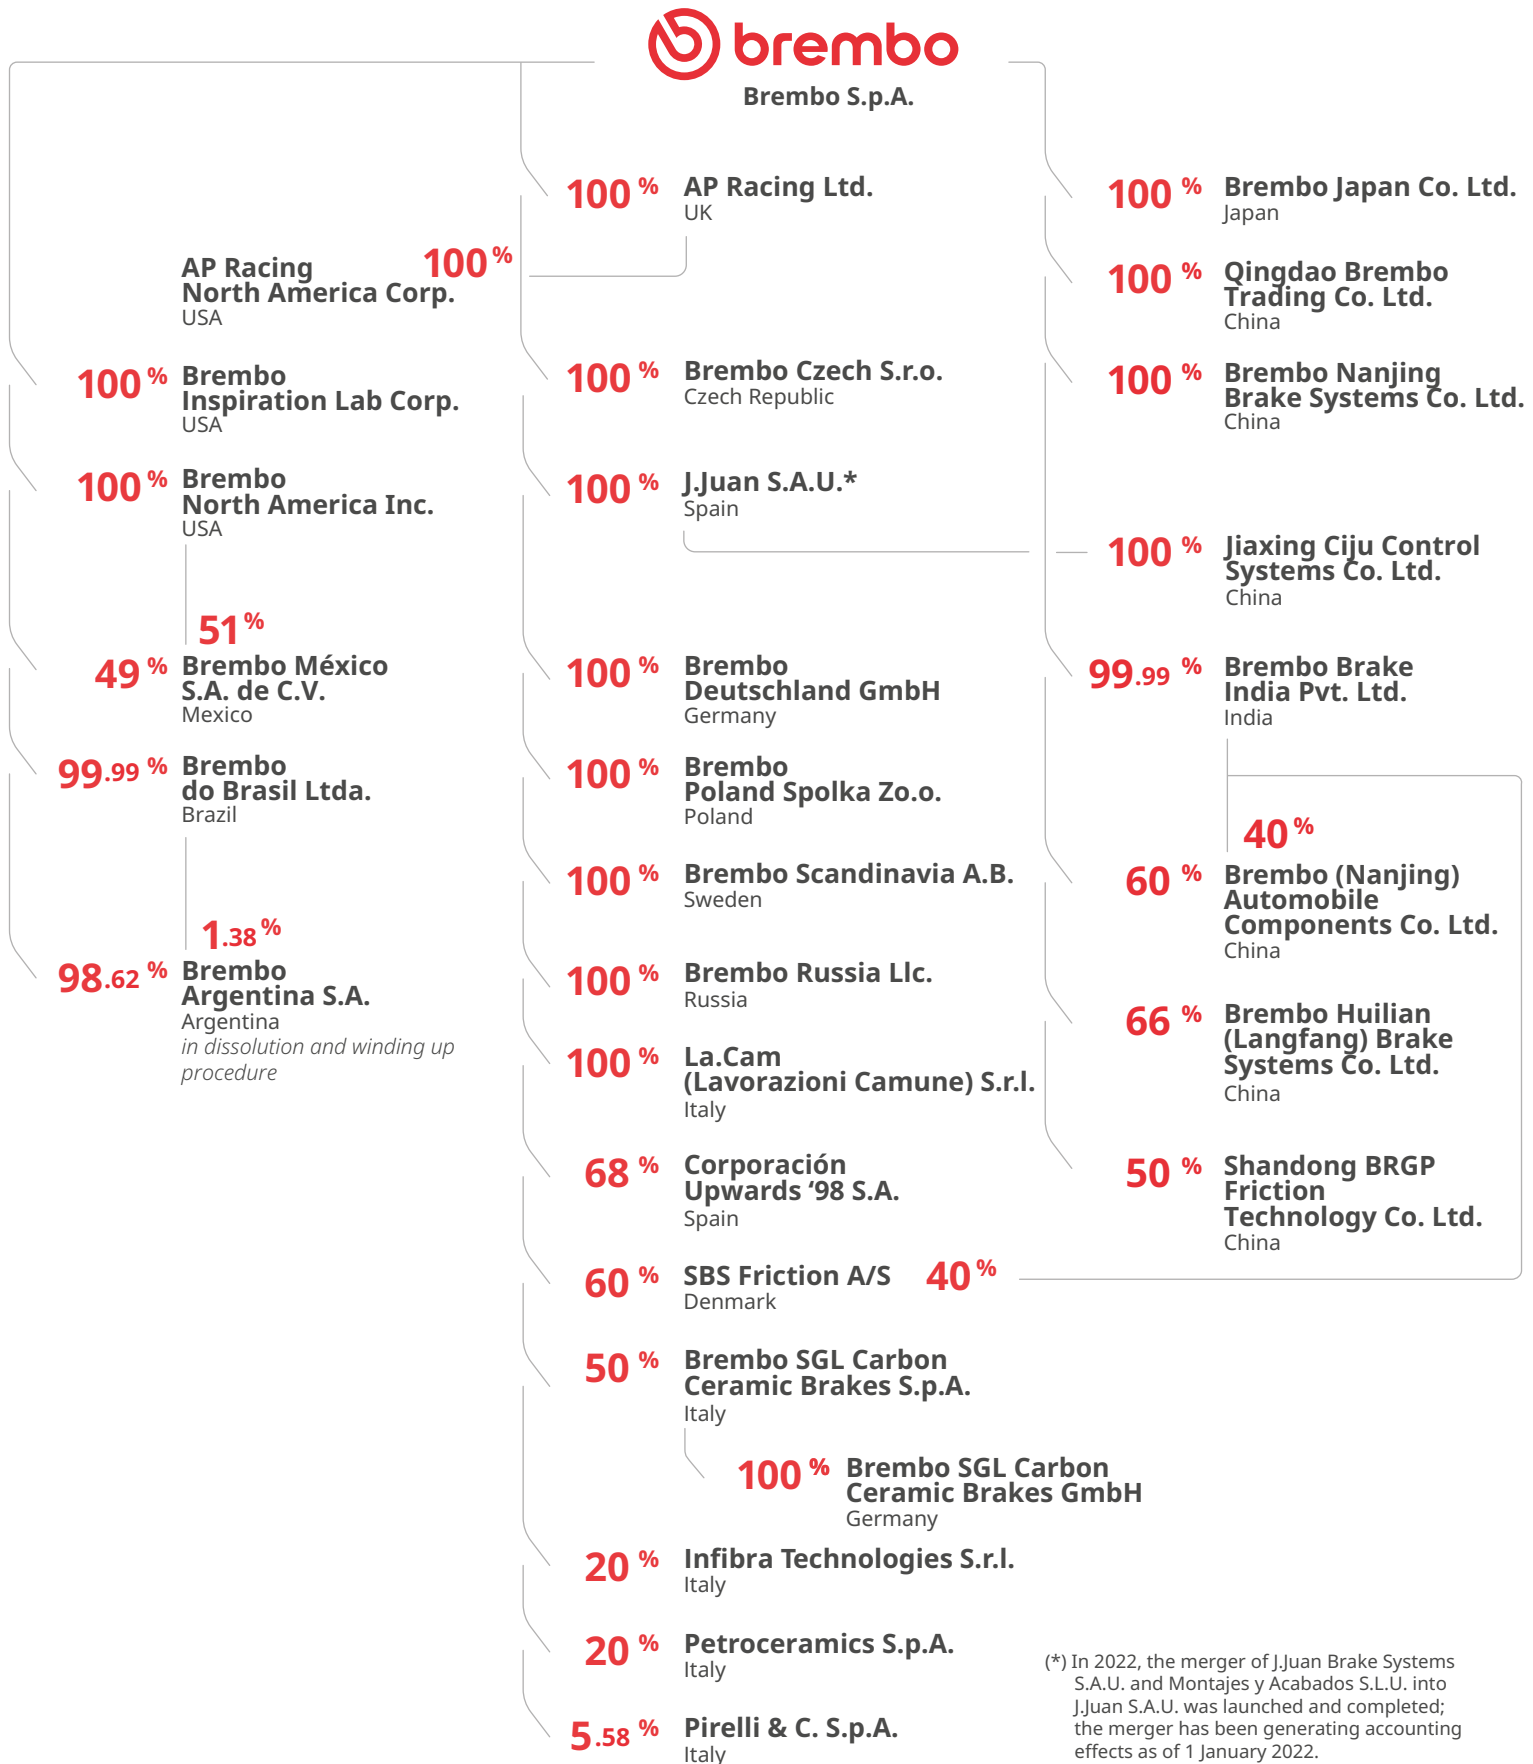 brembo
Brembo S.p.A.
AP Racing
North America Corp.
USA
100 %
100 %
Brembo
Inspiration Lab Corp.
USA
100 %
Brembo
North America Inc.
USA
51 %
49 %
Brembo México
S.A. de C.V.
Mexico
99.99 %
Brembo
do Brasil Ltda.
Brazil
1.38 %
98.62 %
Brembo
Argentina S.A.
Argentina
in dissolution and winding up
procedure
100 %
AP Racing Ltd.
UK
100 %
Brembo Czech S.r.o.
Czech Republic
100 %
J.Juan S.A.U.*
Spain
100 %
Brembo
Deutschland GmbH
Germany
100 %
Brembo
Poland Spolka Zo.o.
Poland
100 %
Brembo Scandinavia A.B.
Sweden
100 %
Brembo Russia Llc.
Russia
100 %
La.Cam
(Lavorazioni Camune) S.r.l.
Italy
68 %
Corporación
Upwards ‘98 S.A.
Spain
60 %
SBS Friction A/S
Denmark
40 %
50 %
Brembo SGL Carbon
Ceramic Brakes S.p.A.
Italy
100 %
Brembo SGL Carbon
Ceramic Brakes GmbH
Germany
20 %
Infibra Technologies S.r.l.
Italy
20 %
Petroceramics S.p.A.
Italy
5.58 %
Pirelli & C. S.p.A.
Italy
100 %
Brembo Japan Co. Ltd.
Japan
100 %
Qingdao Brembo
Trading Co. Ltd.
China
100 %
Brembo Nanjing
Brake Systems Co. Ltd.
China
100 %
Jiaxing Ciju Control
Systems Co. Ltd.
China
99.99 %
Brembo Brake
India Pvt. Ltd.
India
40 %
60 %
Brembo (Nanjing)
Automobile
Components Co. Ltd.
China
66 %
Brembo Huilian
(Langfang) Brake
Systems Co. Ltd.
China
50 %
Shandong BRGP
Friction
Technology Co. Ltd.
China
(*) In 2022, the merger of J.Juan Brake Systems
S.A.U. and Montajes y Acabados S.L.U. into
J.Juan S.A.U. was launched and completed;
the merger has been generating accounting
effects as of 1 January 2022.